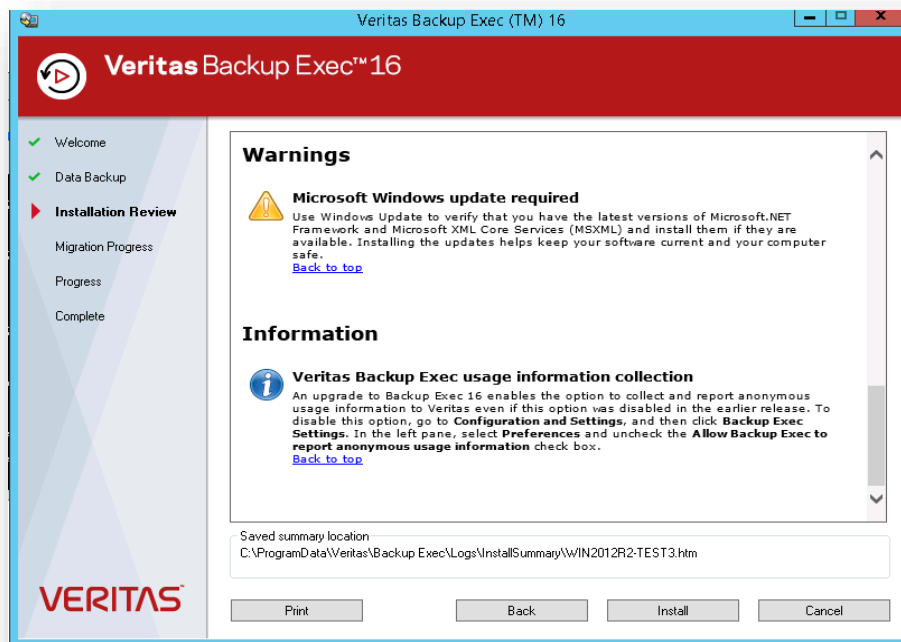 Veritas Backup Exec (TM) 16
Veritas Backup Exec™ 16
Welcome
Data Backup
Installation Review
Migration Progress
Progress
Complete
Warnings
Microsoft Windows update required
Use Windows Update to verify that you have the latest versions of Microsoft.NET
Framework and Microsoft XML Core Services (MSXML) and install them if they are
available. Installing the updates helps keep your software current and your computer
safe.
Back to top
Information
Veritas Backup Exec usage information collection
An upgrade to Backup Exec 16 enables the option to collect and report anonymous
usage information to Veritas even if this option was disabled in the earlier release. To
disable this option, go to Configuration and Settings, and then click Backup Exec
Settings. In the left pane, select Preferences and uncheck the Allow Backup Exec to
report anonymous usage information check box.
Back to top
Saved summary location
C:\ProgramData\Veritas\Backup Exec\Logs\InstallSummary\WIN2012R2-TEST3.htm
VERITAS™
Print
Back
Install
Cancel